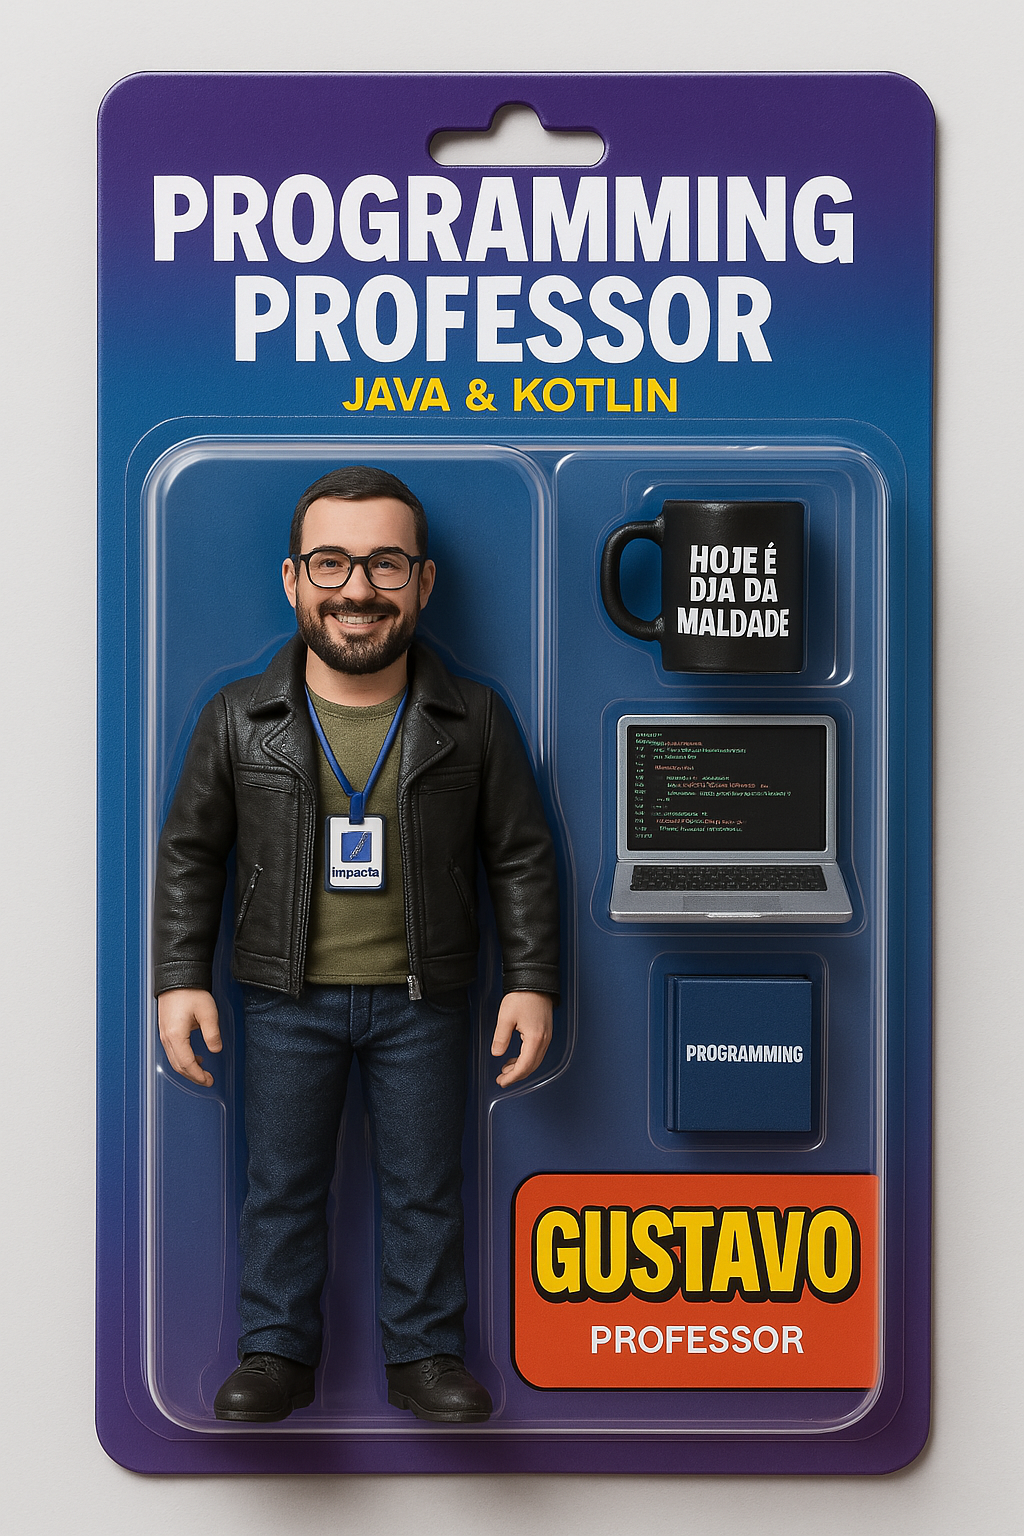 PROGRAMMING
PROFESSOR
JAVA & KOTLIN
HOJE É
DJA DA
MALDADE
impacta
PROGRAMMING
GUSTAVO
PROFESSOR